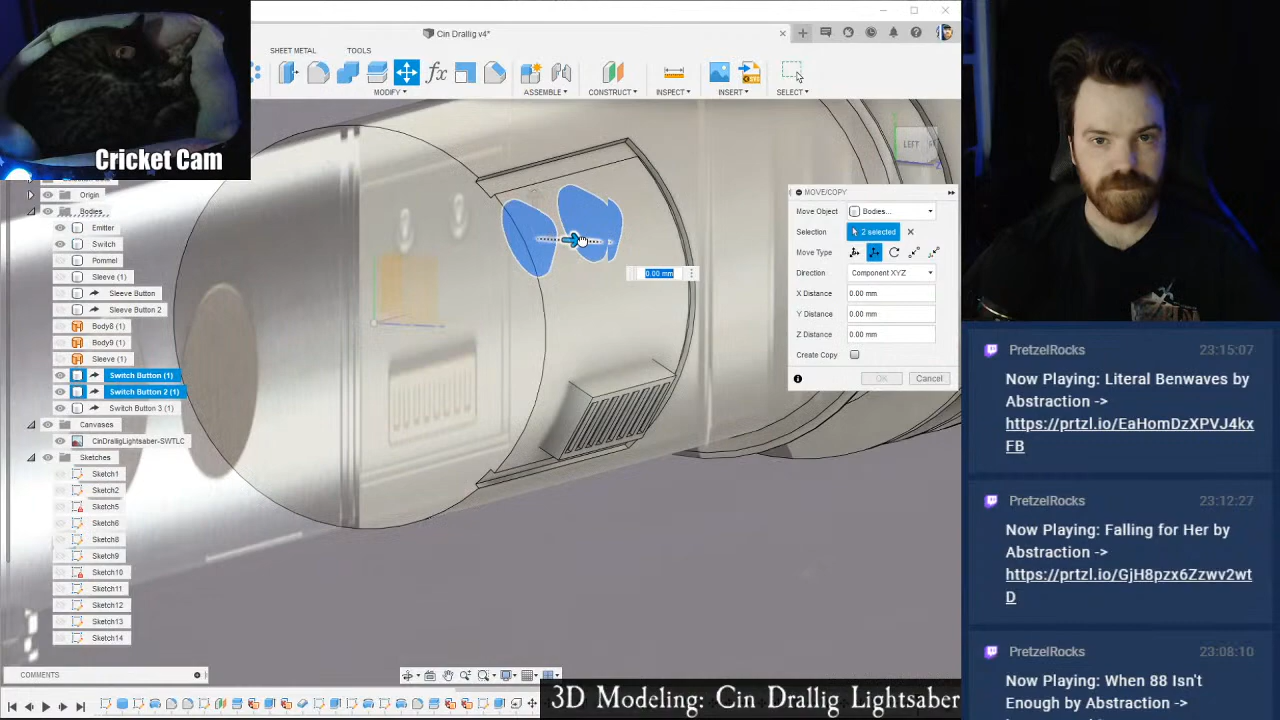 Cricket Cam
Cin Drallig v4*
SHEET METAL
TOOLS
MODIFY
ASSEMBLE
CONSTRUCT
INSPECT
INSERT
SELECT
Origin
Bodies
Emitter
Switch
Pommel
Sleeve (1)
Sleeve Button
Sleeve Button 2
Body8 (1)
Body9 (1)
Sleeve (1)
Switch Button (1)
Switch Button 2 (1)
Switch Button 3 (1)
Canvases
CinDralligLightsaber-SWTLC
Sketches
Sketch1
Sketch2
Sketch5
Sketch6
Sketch8
Sketch9
Sketch10
Sketch11
Sketch12
Sketch13
Sketch14
COMMENTS
LEFT
0.00 mm
MOVE/COPY
Move Object
Bodies...
Selection
2 selected
Move Type
Direction
Component XYZ
X Distance
0.00 mm
Y Distance
0.00 mm
Z Distance
0.00 mm
Create Copy
OK
Cancel
3D Modeling: Cin Drallig Lightsaber
PretzelRocks
23:15:07
Now Playing: Literal Benwaves by
Abstraction ->
https://prtzl.io/EaHomDzXPVJ4kx
FB
PretzelRocks
23:12:27
Now Playing: Falling for Her by
Abstraction ->
https://prtzl.io/GjH8pzx6Zzwv2wt
D
PretzelRocks
23:08:10
Now Playing: When 88 Isn't
Enough by Abstraction ->